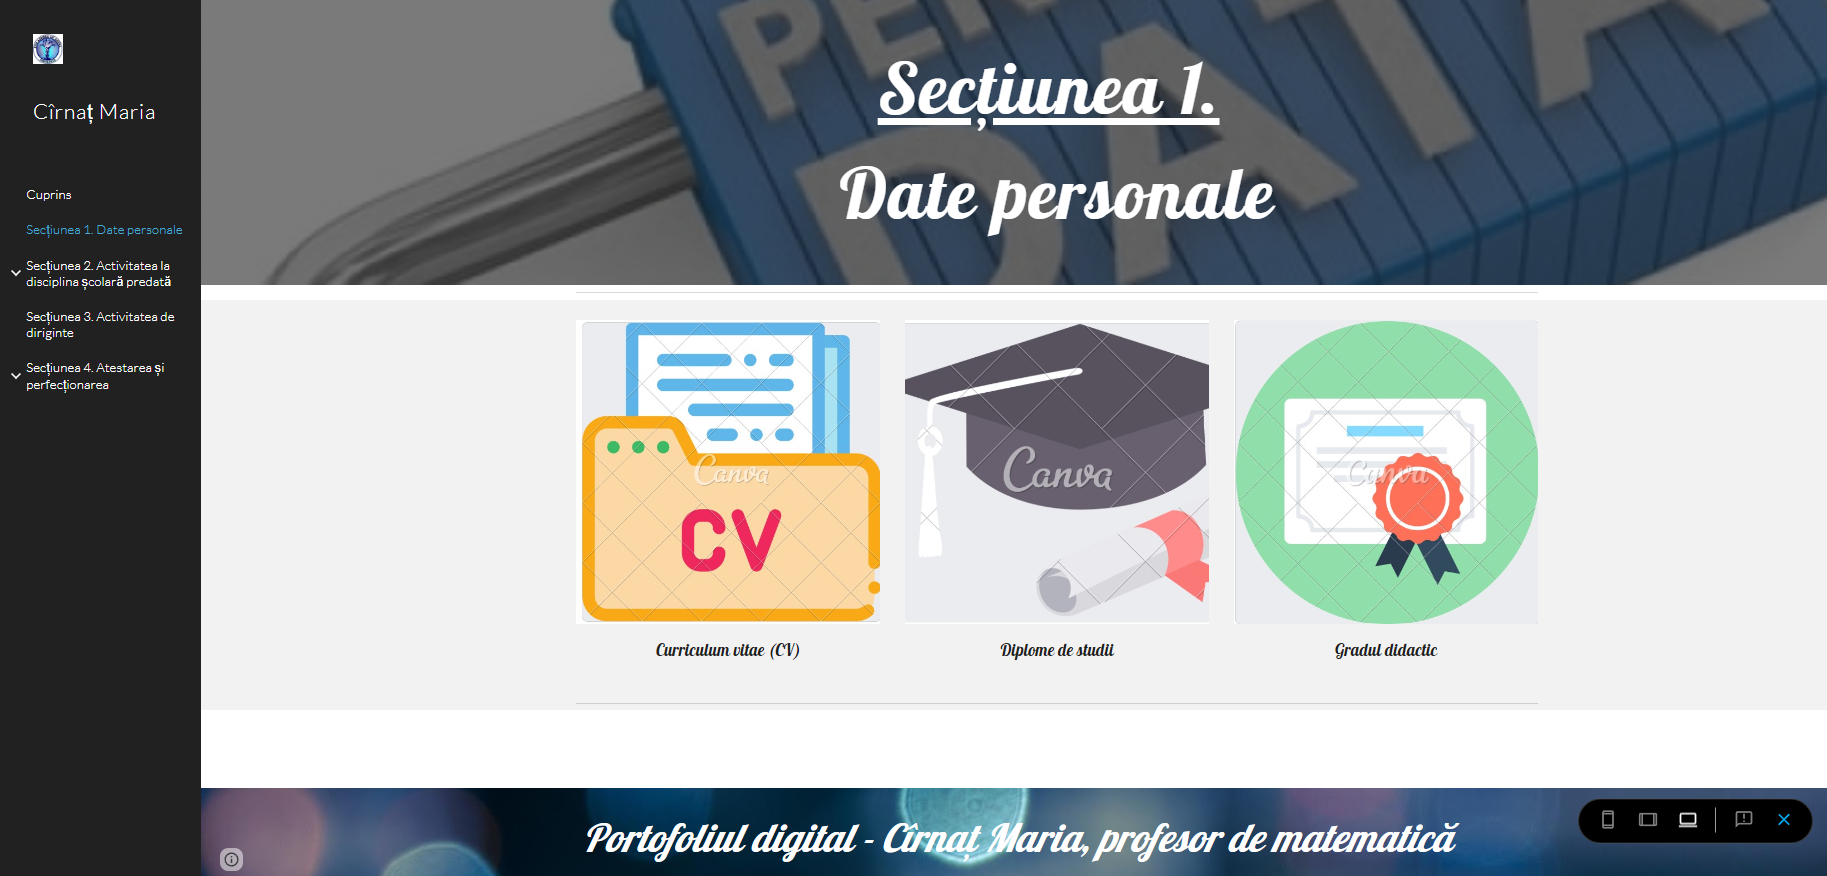 Cîrnaț Maria
Cuprins
Secțiunea 1. Date personale
Secțiunea 2. Activitatea la
disciplina școlară predată
Secțiunea 3. Activitatea de
diriginte
Secțiunea 4. Atestarea și
perfecționarea
PERSONAL
DATA
Secțiunea 1.
Date personale
CV
Canva
Canva
Canva
Curriculum vitae (CV)
Diplome de studii
Gradul didactic
Portofoliul digital - Cîrnaț Maria, profesor de matematică